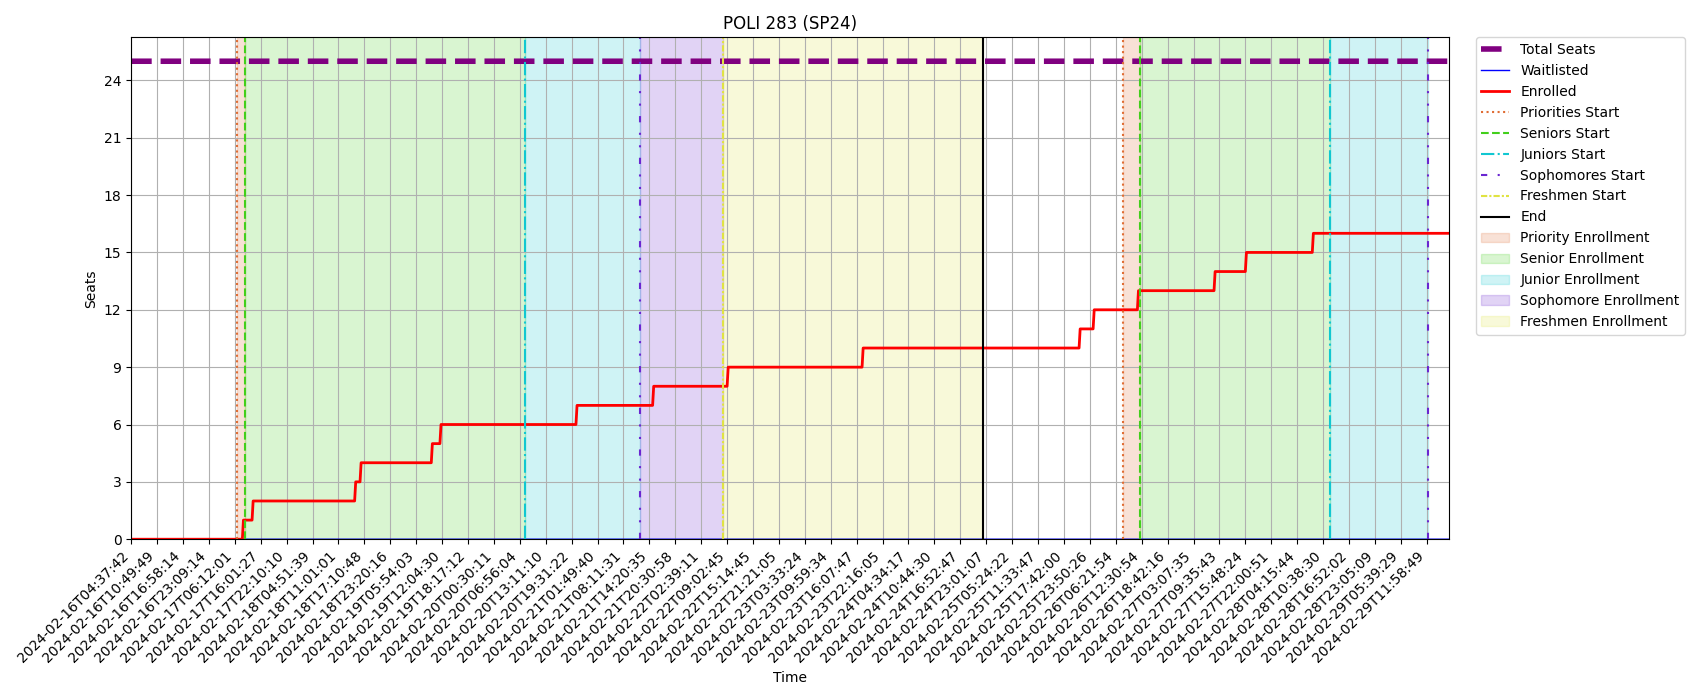 POLI 283 (SP24)
Total Seats
Waitlisted
Enrolled
Priorities Start
Seniors Start
Juniors Start
Sophomores Start
Freshmen Start
End
Priority Enrollment
Senior Enrollment
Junior Enrollment
Sophomore Enrollment
Freshmen Enrollment
Seats
24
21
18
15
12
9
6
3
0
2024-02-16T04:37:42
2024-02-16T10:49:49
2024-02-16T16:58:14
2024-02-16T23:09:14
2024-02-17T06:12:01
2024-02-17T16:01:27
2024-02-17T22:10:10
2024-02-18T04:51:39
2024-02-18T11:01:01
2024-02-18T17:10:48
2024-02-18T23:20:16
2024-02-19T05:54:03
2024-02-19T12:04:30
2024-02-19T18:17:12
2024-02-20T00:30:11
2024-02-20T06:56:04
2024-02-20T13:11:10
2024-02-20T19:31:22
2024-02-21T01:49:40
2024-02-21T08:11:31
2024-02-21T14:20:35
2024-02-21T20:30:58
2024-02-22T02:39:11
2024-02-22T09:02:45
2024-02-22T15:14:45
2024-02-22T21:21:05
2024-02-23T03:33:24
2024-02-23T09:59:34
2024-02-23T16:07:47
2024-02-23T22:16:05
2024-02-24T04:34:17
2024-02-24T10:44:30
2024-02-24T16:52:47
2024-02-24T23:01:07
2024-02-25T05:24:22
2024-02-25T11:33:47
2024-02-25T17:42:00
2024-02-25T23:50:26
2024-02-26T06:21:54
2024-02-26T12:30:54
2024-02-26T18:42:16
2024-02-27T03:07:35
2024-02-27T09:35:43
2024-02-27T15:48:24
2024-02-27T22:00:51
2024-02-28T04:15:44
2024-02-28T10:38:30
2024-02-28T16:52:02
2024-02-28T23:05:09
2024-02-29T05:39:29
2024-02-29T11:58:49
Time